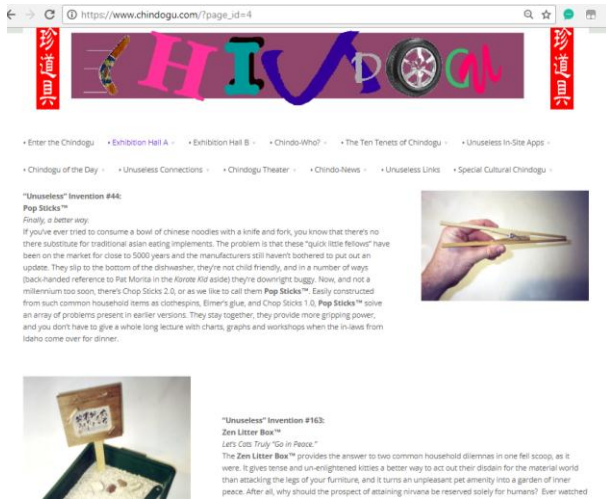 https://www.chindogu.com/?page_id=4
珍道具
CHINDOGU
珍道具
• Enter the Chindogu • Exhibition Hall A • Exhibition Hall B • Chindo-Who? • The Ten Tenets of Chindogu • Unuseless In-Site Apps
• Chindogu of the Day • Unuseless Connections • Chindogu Theater • Chindo-News • Unuseless Links • Special Cultural Chindogu
"Unuseless" Invention #44:
Pop Sticks™
Finally, a better way.
If you've ever tried to consume a bowl of chinese noodles with a knife and fork, you know that there's no
there substitute for traditional asian eating implements. The problem is that these "quick little fellows" have
been on the market for close to 5000 years and the manufacturers still haven't bothered to put out an
update. They slip to the bottom of the dishwasher, they're not child friendly, and in a number of ways
(back-handed reference to Pat Morita in the Karate Kid aside) they're downright buggy. Now, and not a
millennium too soon, there's Chop Sticks 2.0, or as we like to call them Pop Sticks™. Easily constructed
from such common household items as clothespins, Elmer's glue, and Chop Sticks 1.0, Pop Sticks™ solve
an array of problems present in earlier versions. They stay together, they provide more gripping power,
and you don't have to give a whole long lecture with charts, graphs and workshops when the in-laws from
Idaho come over for dinner.
"Unuseless" Invention #163:
Zen Litter Box™
Let's Cats Truly "Go in Peace."
The Zen Litter Box™ provides the answer to two common household dilemnas in one fell scoop, as it
were. It gives tense and un-enlightened kitties a better way to act out their disdain for the material world
than attacking the legs of your furniture, and it turns an unpleasant pet amenity into a garden of inner
peace. After all, why should the prospect of attaining nirvana be reserved solely for humans? Ever watched